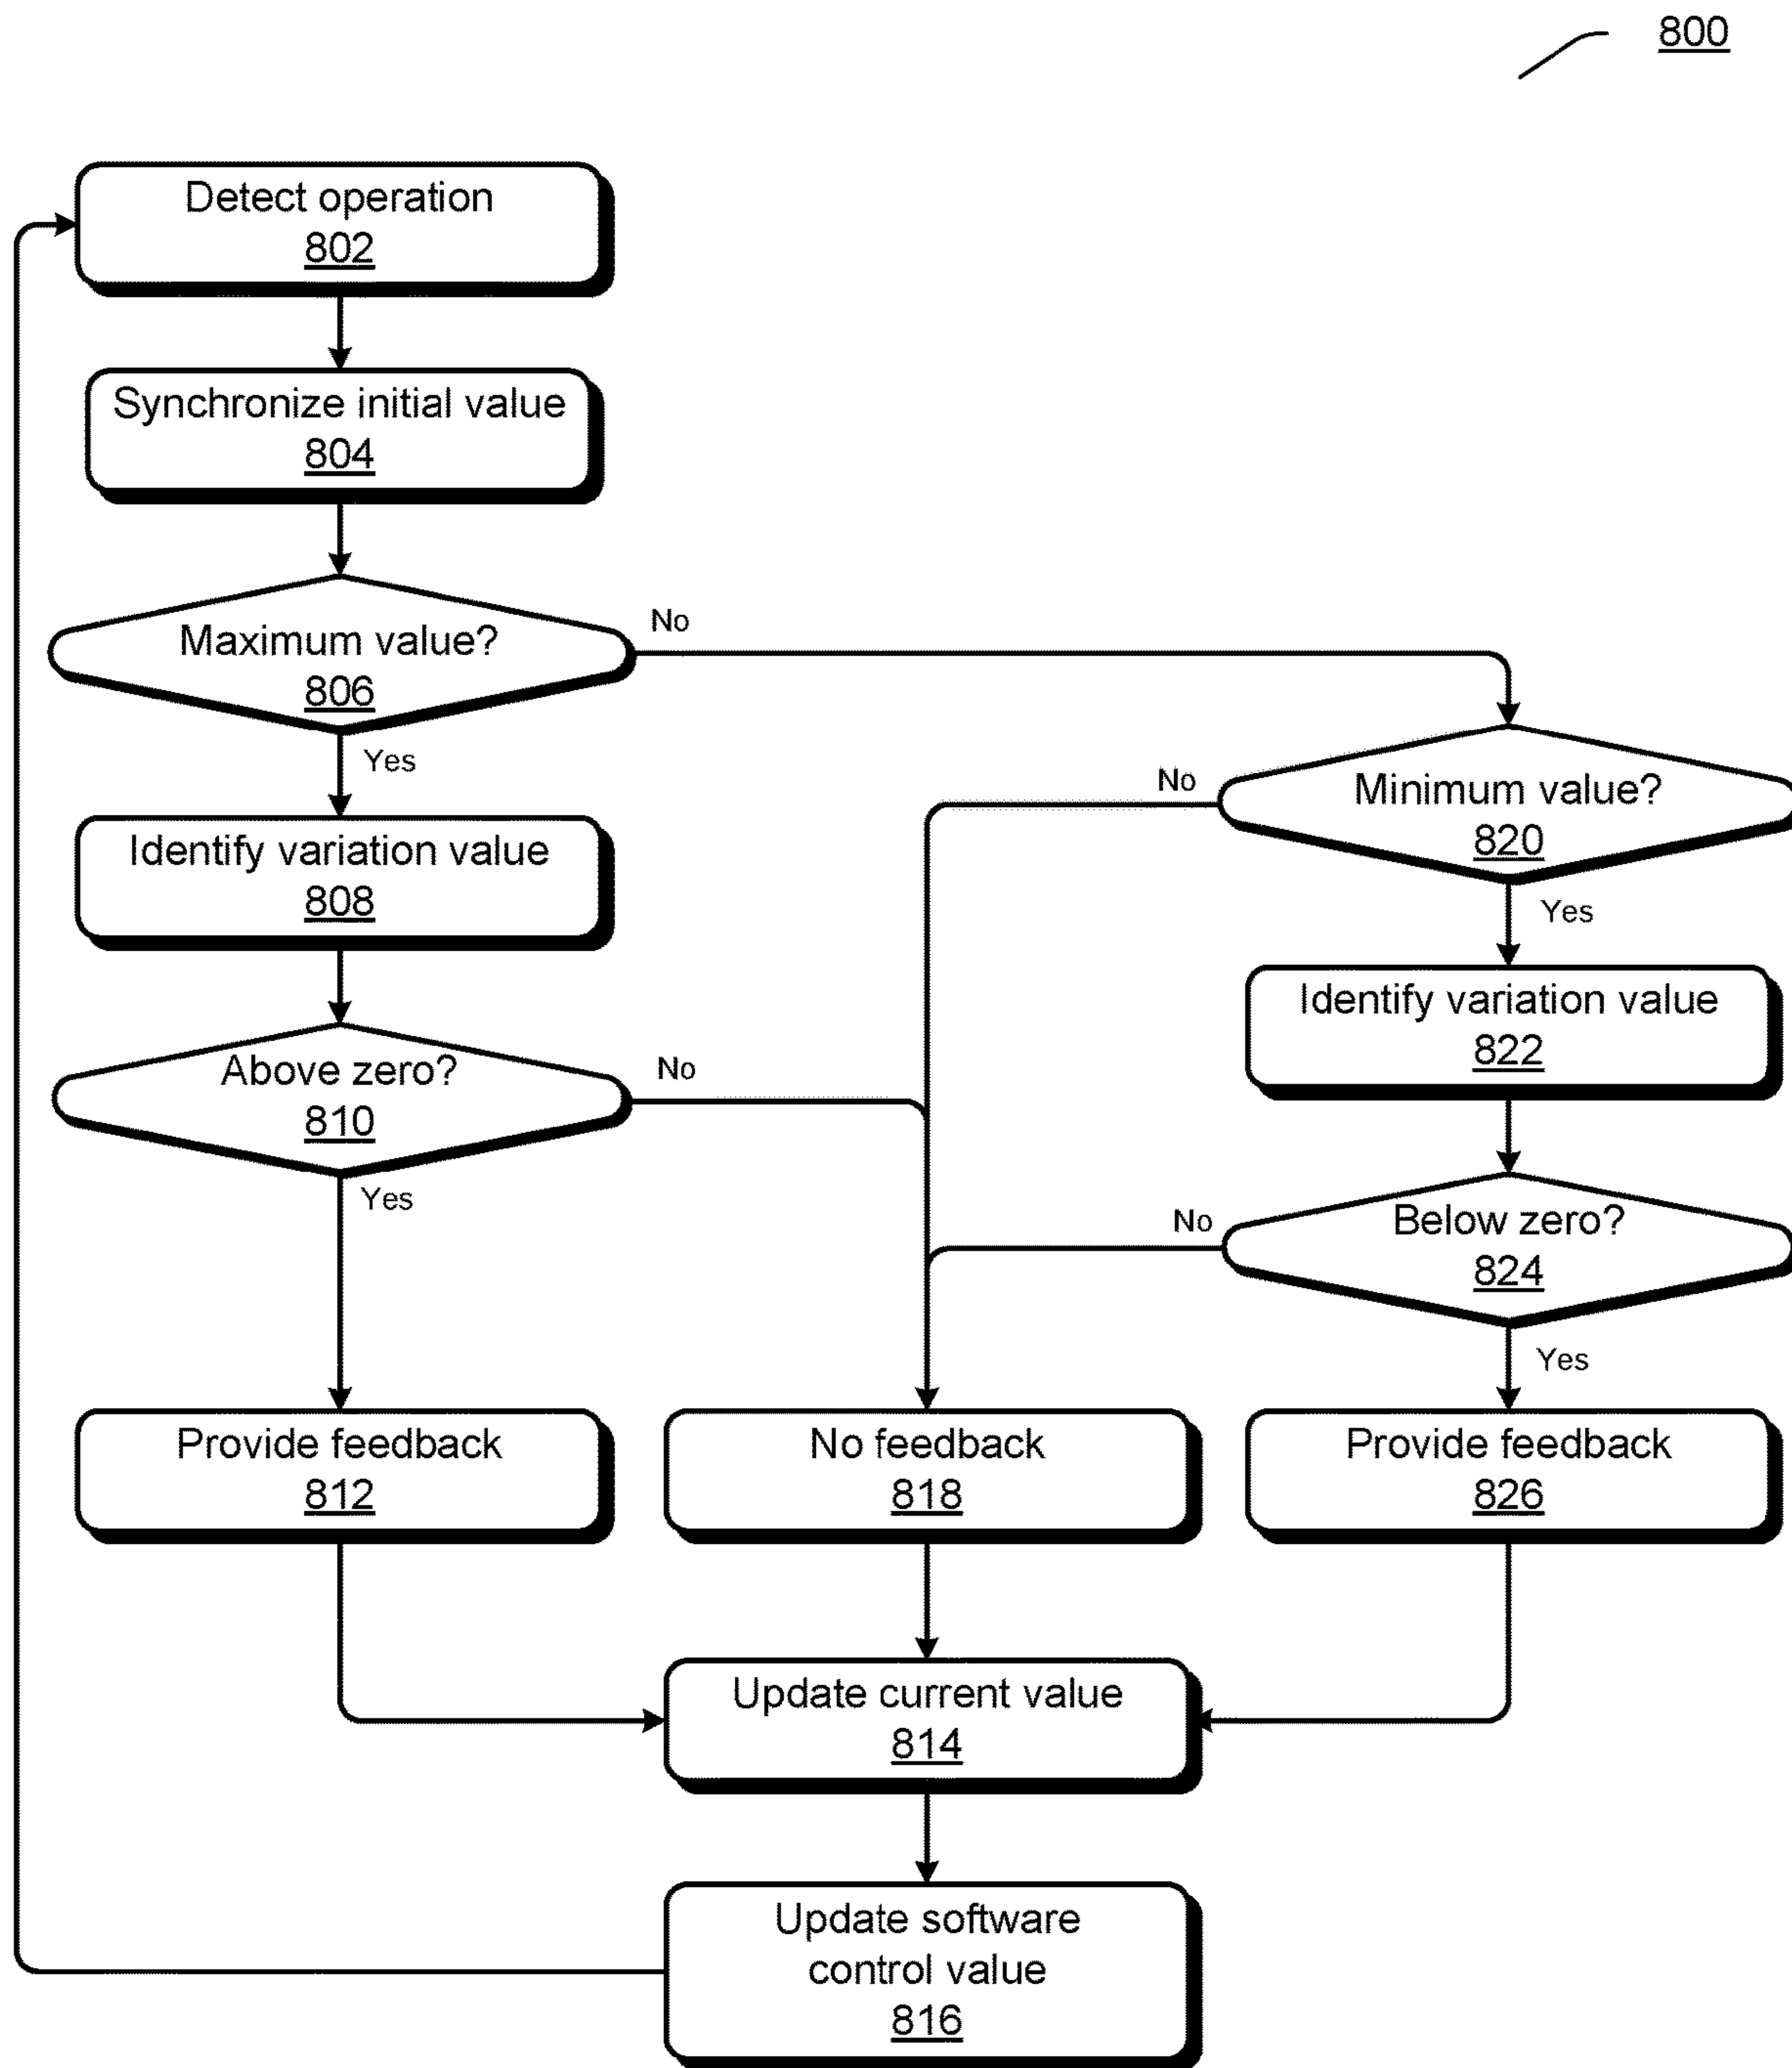 800
Detect operation
802
Synchronize initial value
804
Maximum value?
806
No
Yes
Identify variation value
808
Above zero?
810
No
Yes
Provide feedback
812
Minimum value?
820
No
Yes
Identify variation value
822
Below zero?
824
No
Yes
No feedback
818
Provide feedback
826
Update current value
814
Update software
control value
816